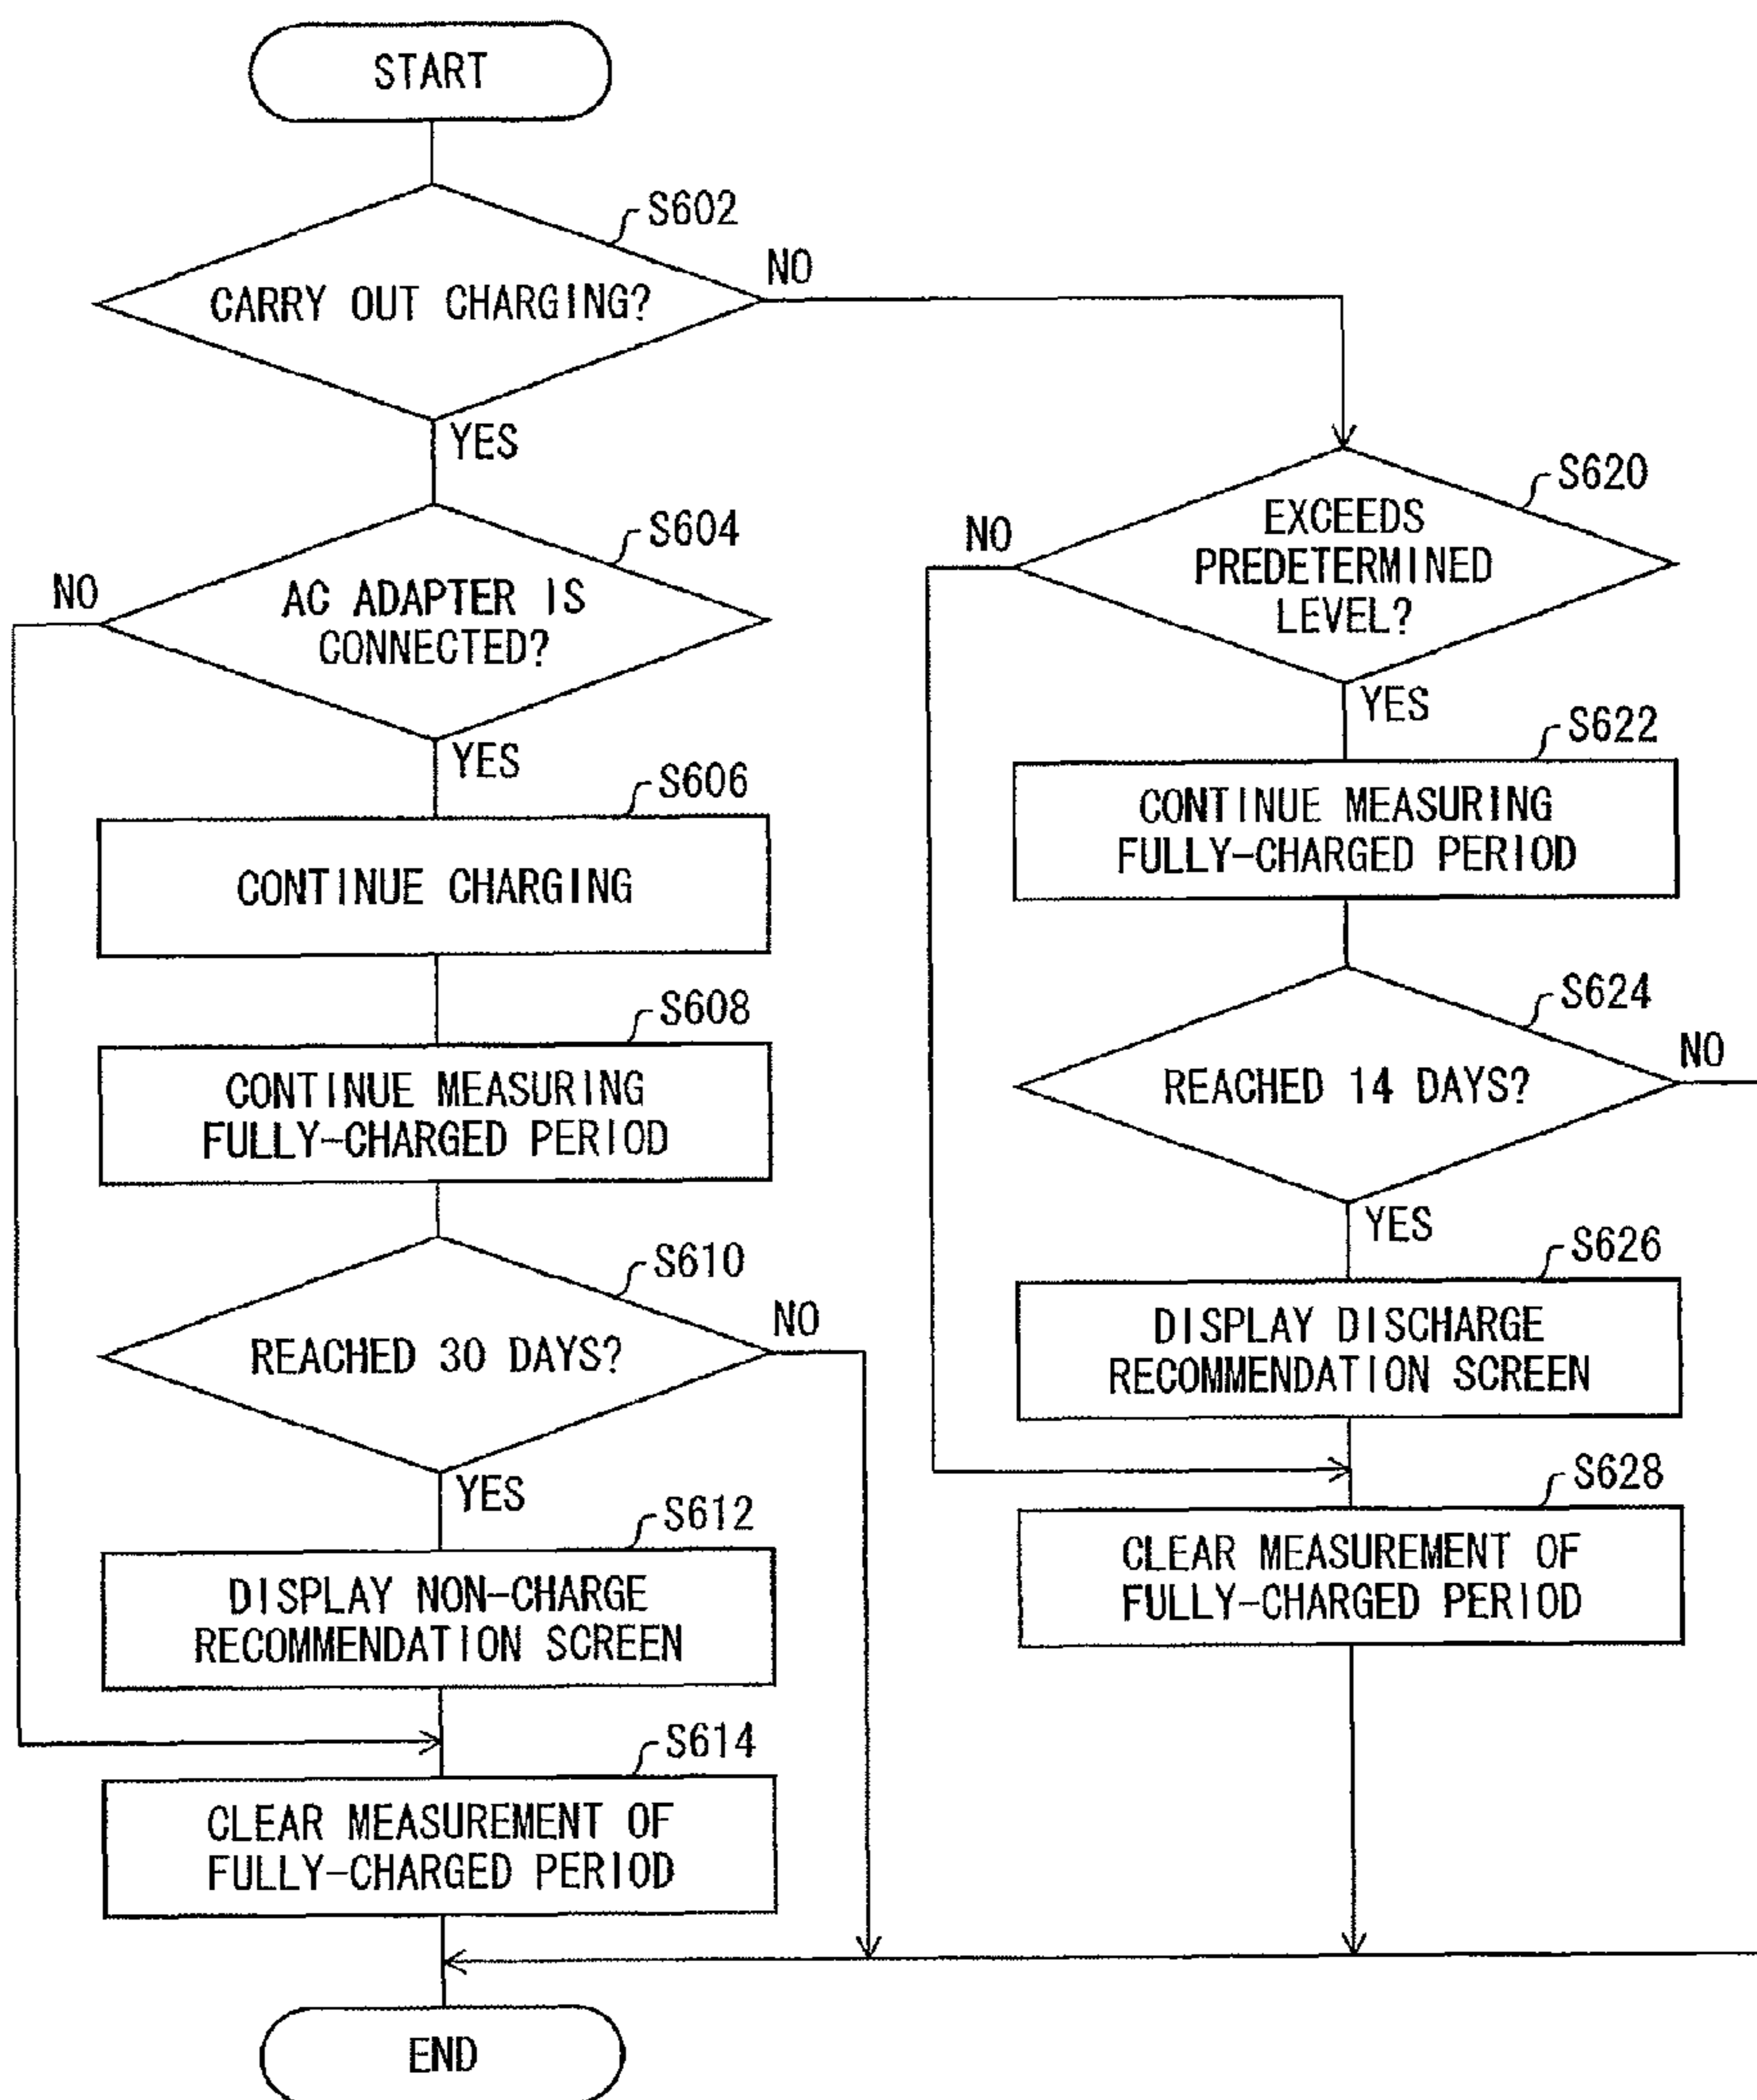 START
S602
CARRY OUT CHARGING?
NO
YES
S604
AC ADAPTER IS
CONNECTED?
NO
YES
S606
CONTINUE CHARGING
S608
CONTINUE MEASURING
FULLY-CHARGED PERIOD
S610
REACHED 30 DAYS?
NO
YES
S612
DISPLAY NON-CHARGE
RECOMMENDATION SCREEN
S614
CLEAR MEASUREMENT OF
FULLY-CHARGED PERIOD
END
S620
EXCEEDS
PREDETERMINED
LEVEL?
NO
YES
S622
CONTINUE MEASURING
FULLY-CHARGED PERIOD
S624
REACHED 14 DAYS?
NO
YES
S626
DISPLAY DISCHARGE
RECOMMENDATION SCREEN
S628
CLEAR MEASUREMENT OF
FULLY-CHARGED PERIOD